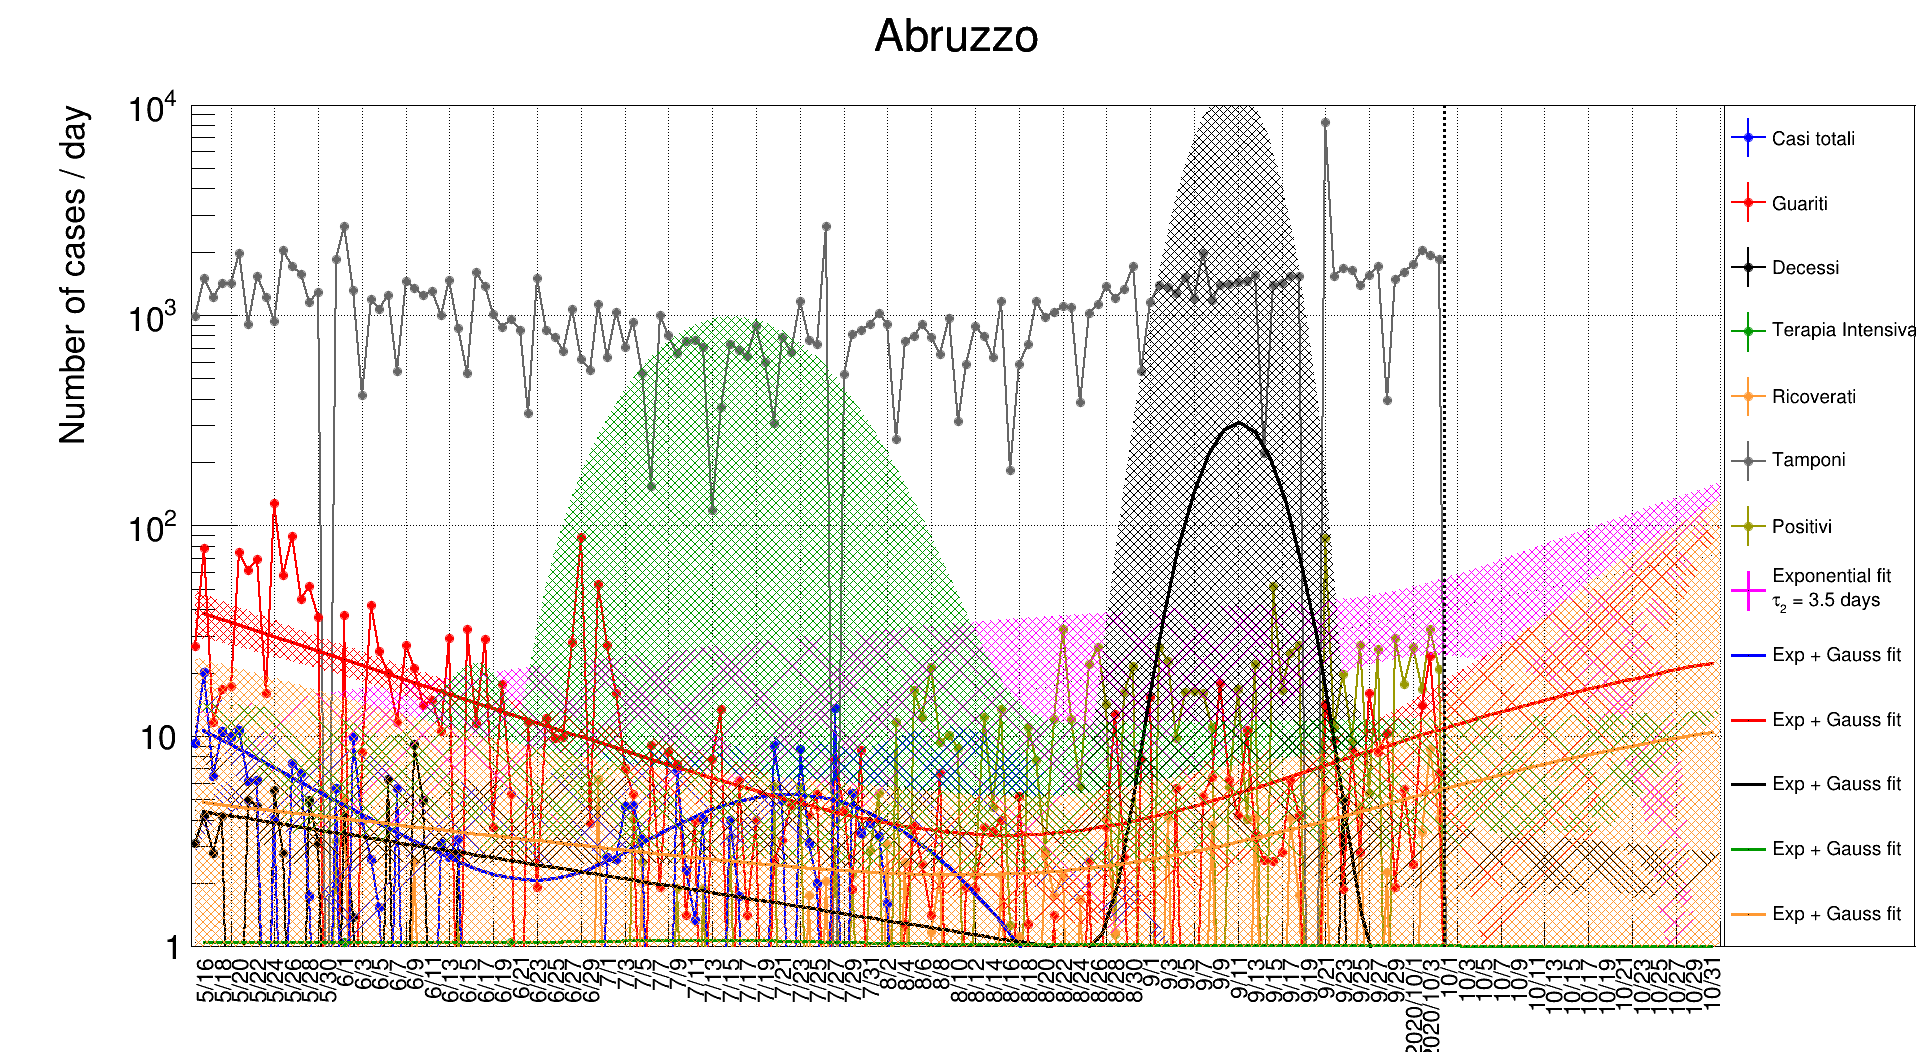 Abruzzo
Number of cases / day
10^4
10^3
10^2
10
1
5/16 5/18 5/20 5/22 5/24 5/26 5/28 5/30 6/1 6/3 6/5 6/7 6/9 6/11 6/13 6/15 6/17 6/19 6/21 6/23 6/25 6/27 6/29 7/1 7/3 7/5 7/7 7/9 7/11 7/13 7/15 7/17 7/19 7/21 7/23 7/25 7/27 7/29 7/31 8/2 8/4 8/6 8/8 8/10 8/12 8/14 8/16 8/18 8/20 8/22 8/24 8/26 8/28 8/30 9/1 9/3 9/5 9/7 9/9 9/11 9/13 9/15 9/17 9/19 9/21 9/23 9/25 9/27 9/29 2020/10/1 2020/10/3 10/1 10/3 10/5 10/7 10/9 10/11 10/13 10/15 10/17 10/19 10/21 10/23 10/25 10/27 10/29 10/31
Casi totali
Guariti
Decessi
Terapia Intensiva
Ricoverati
Tamponi
Positivi
Exponential fit
τ2 = 3.5 days
Exp + Gauss fit
Exp + Gauss fit
Exp + Gauss fit
Exp + Gauss fit
Exp + Gauss fit